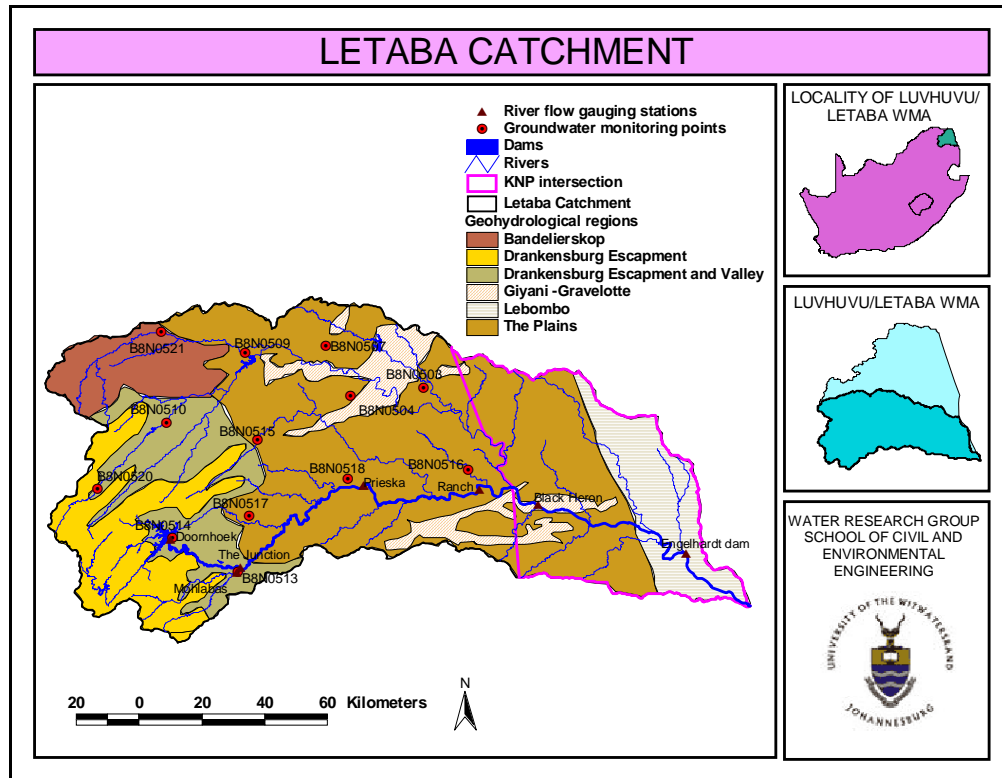 LETABA CATCHMENT
River flow gauging stations
Groundwater monitoring points
Dams
Rivers
KNP intersection
Letaba Catchment
Geohydrological regions
Bandelierskop
Drankensburg Escapment
Drankensburg Escapment and Valley
Giyani -Gravelotte
Lebombo
The Plains
B8N0521
B8N0509
B8N0507
B8N0503
B8N0504
B8N0510
B8N0515
B8N0518
Prieska
B8N0516
Ranch
Black Heron
B8N0520
B8N0517
B8N0514
Doornhoek
The Junction
B8N0513
Mohlabas
Engelhardt dam
20 0 20 40 60 Kilometers
N
LOCALITY OF LUVHUVU/
LETABA WMA
LUVHUVU/LETABA WMA
WATER RESEARCH GROUP
SCHOOL OF CIVIL AND
ENVIRONMENTAL
ENGINEERING
UNIVERSITY OF THE WITWATERSRAND
JOHANNESBURG